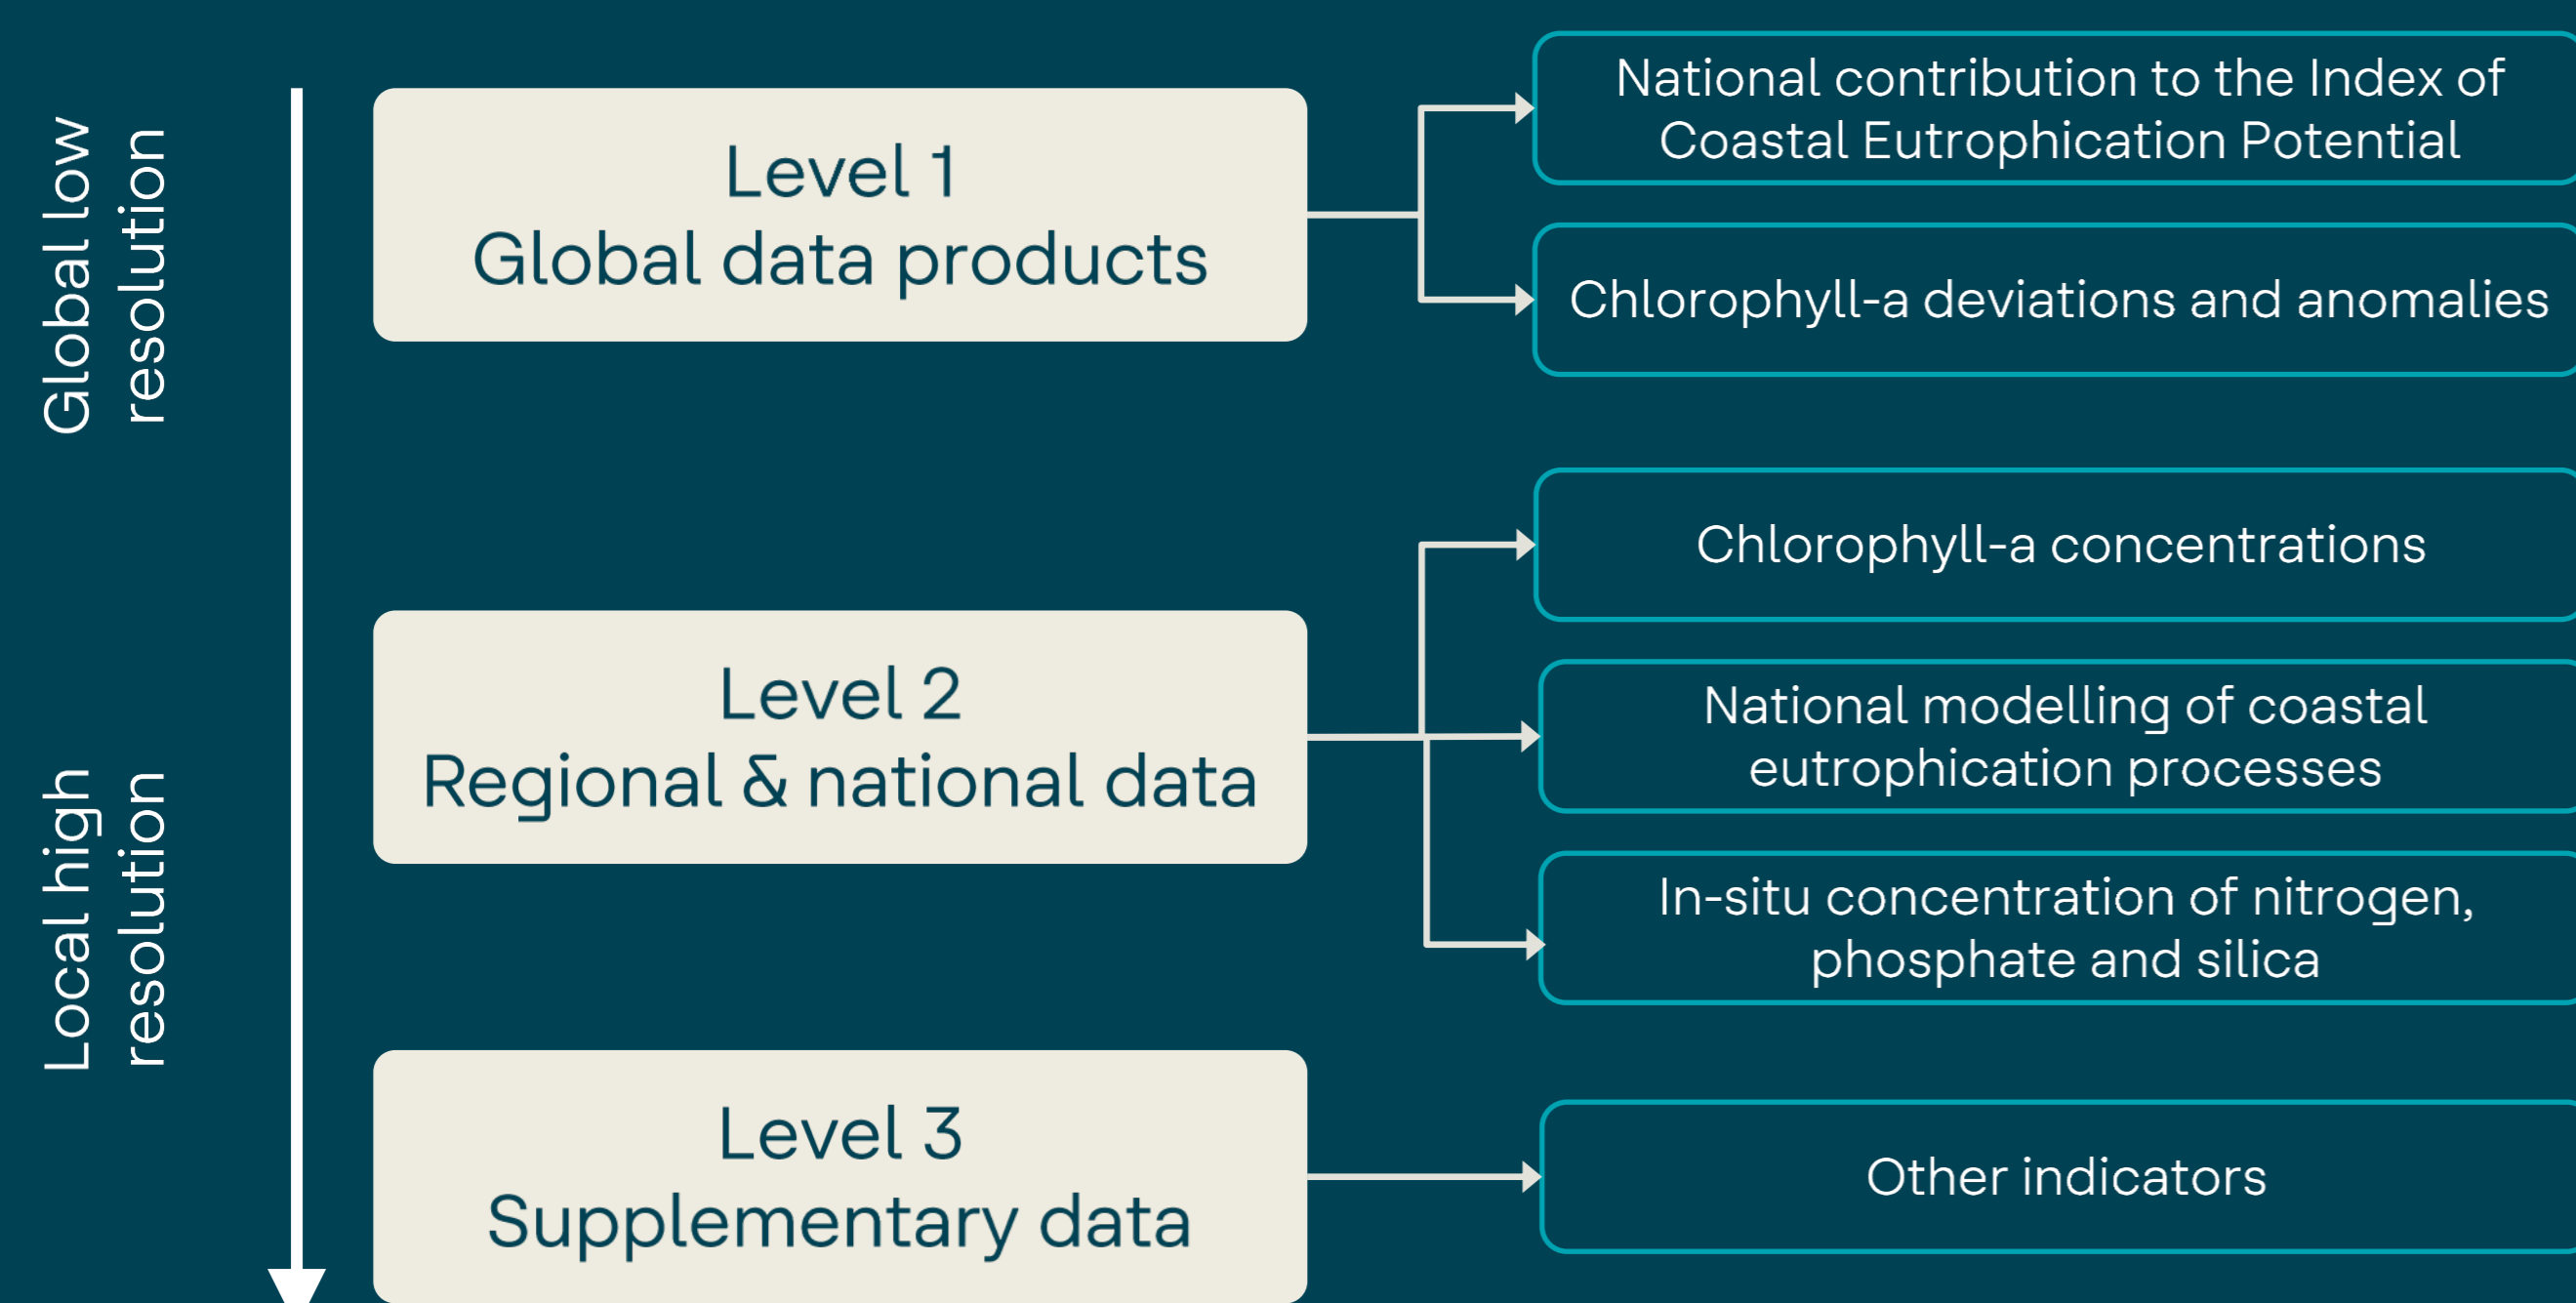 Global low
resolution
Level 1
Global data products
National contribution to the Index of
Coastal Eutrophication Potential
Chlorophyll-a deviations and anomalies
Local high
resolution
Level 2
Regional & national data
Chlorophyll-a concentrations
National modelling of coastal
eutrophication processes
In-situ concentration of nitrogen,
phosphate and silica
Level 3
Supplementary data
Other indicators